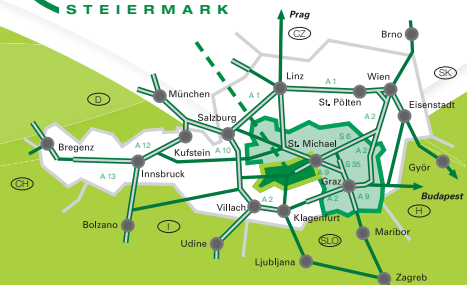 STEIERMARK
Prag
CZ
Brno
Linz
Wien
SK
D
München
A 1
A 1
St. Pölten
Eisenstadt
Salzburg
A 2
S 6
Bregenz
A 12
Kufstein
A 10
St. Michael
A 2
S 35
Györ
CH
A 13
Innsbruck
A 9
Graz
Budapest
Villach
A 2
A 2
A 9
H
Bolzano
I
Klagenfurt
Udine
SLO
Maribor
Ljubljana
Zagreb